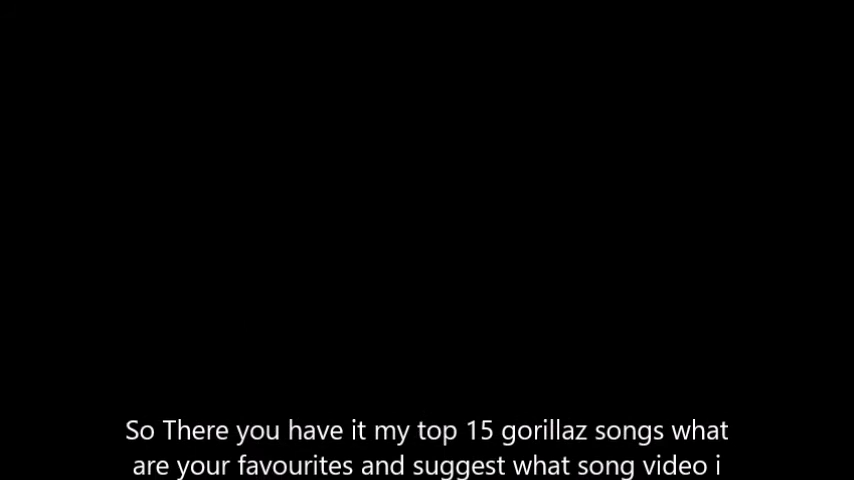 So There you have it my top 15 gorillaz songs what
are your favourites and suggest what song video i